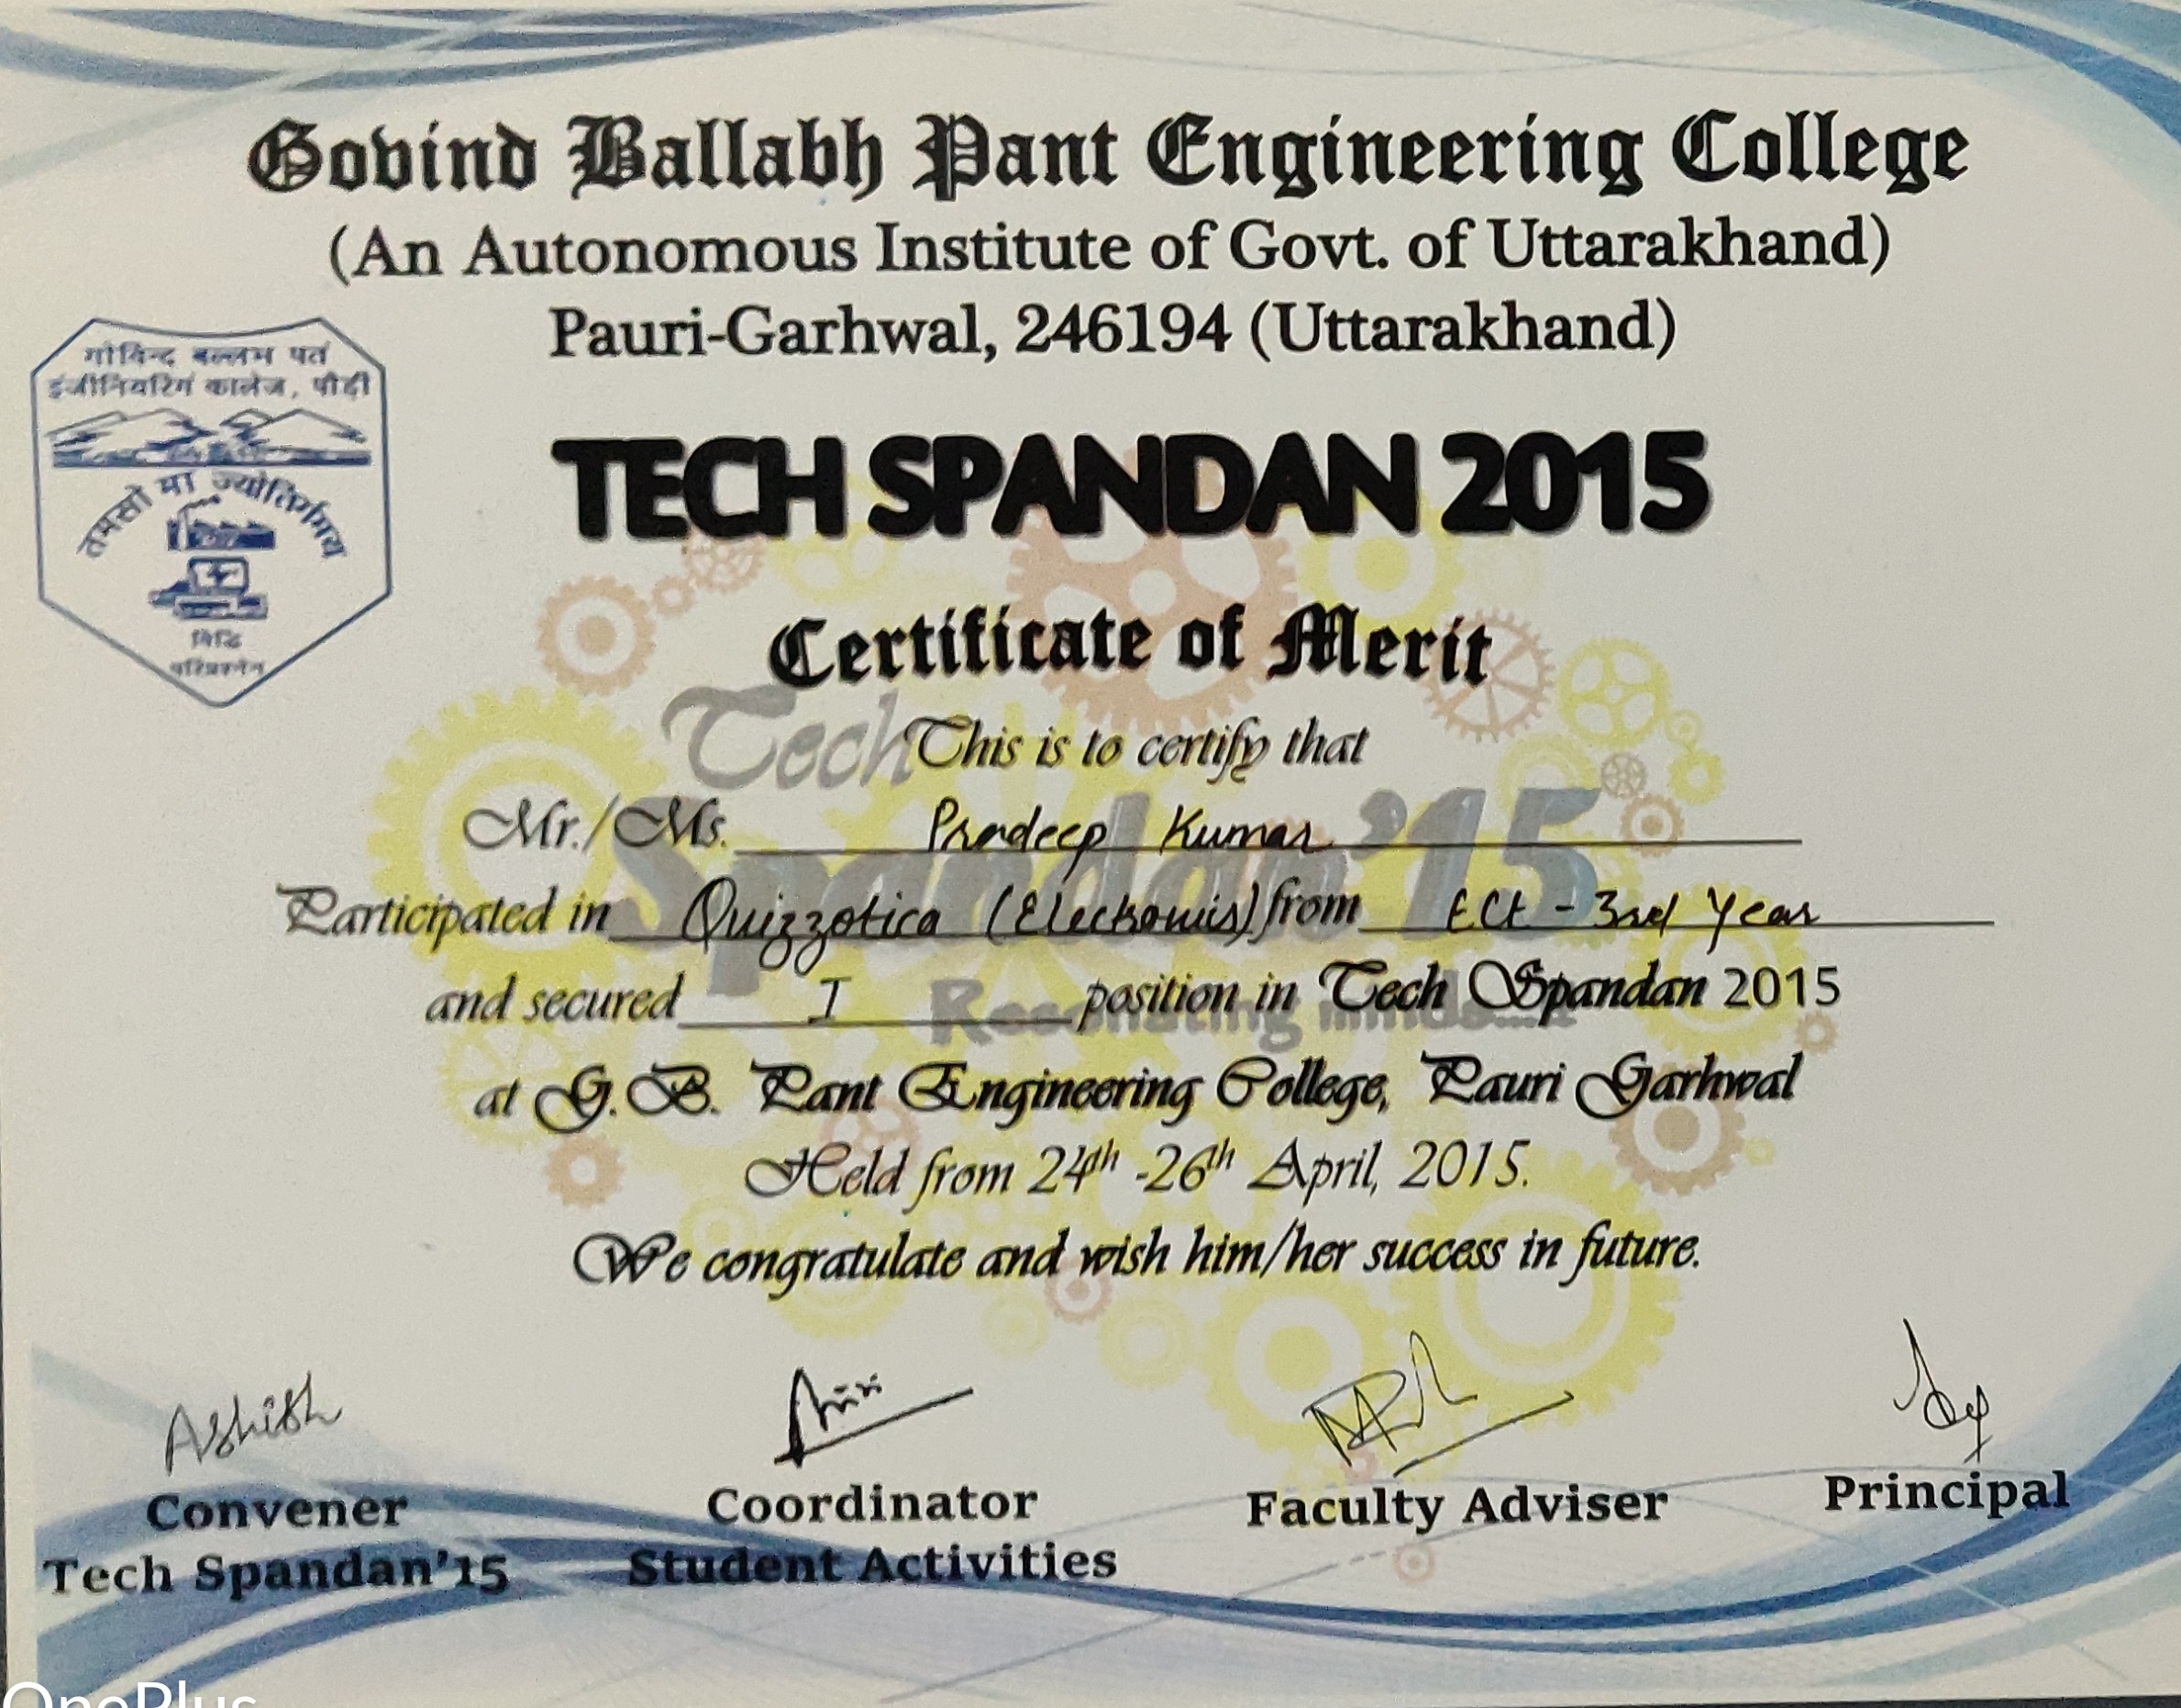 Govind Ballabh Pant Engineering College
(An Autonomous Institute of Govt. of Uttarakhand)
Pauri-Garhwal, 246194 (Uttarakhand)
गोविन्द बल्लभ पंत
इंजीनियरिंग कालेज, पौड़ी
तमसो मा ज्योतिर्गमय
विद्धि
परिप्रश्नेन
TECH SPANDAN 2015
Certificate of Merit
Tech
Spandan'15
This is to certify that
Mr./Ms. Pradeep Kumar
Participated in Quizzotica (Electronics) from ECE - 3rd Year
and secured I position in Tech Spandan 2015
at G.B. Pant Engineering College, Pauri Garhwal
Held from 24th -26th April, 2015.
We congratulate and wish him/her success in future.
Ashish
Convener
Tech Spandan'15
Coordinator
Student Activities
Faculty Adviser
Principal
OnePlus